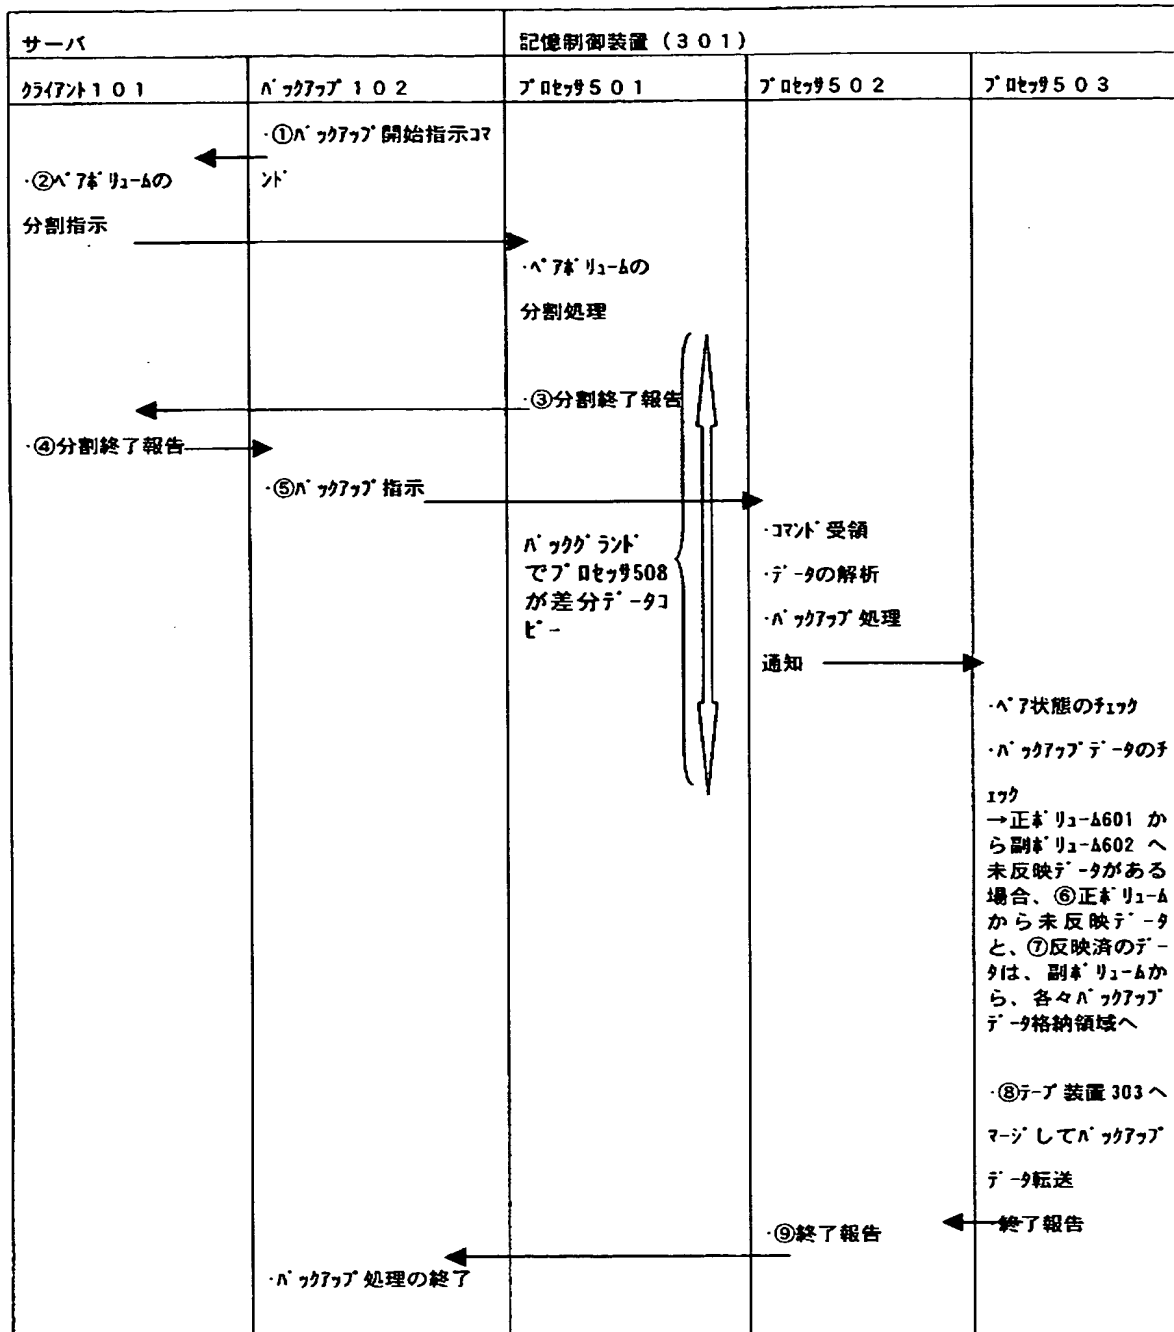 サーバ
記憶制御装置(301)
クライアント101
バックアップ102
プロセッサ501
プロセッサ502
プロセッサ503
・①バックアップ開始指示コマ
ンド
・②ペアボリュームの
分割指示
・ペアボリュームの
分割処理
・③分割終了報告
・④分割終了報告
・⑤バックアップ指示
バックグランド
でプロセッサ508
が差分データコ
ピー
・コマンド受領
・データの解析
・バックアップ処理
通知
・ペア状態のチェック
・バックアップデータのチ
ェック
→正ボリューム601 か
ら副ボリューム602 へ
未反映データがある
場合、⑥正ボリューム
から未反映データ
と、⑦反映済のデー
タは、副ボリュームか
ら、各々バックアップ
データ格納領域へ
・⑧テープ装置303へ
マージしてバックアップ
データ転送
・終了報告
・⑨終了報告
・バックアップ処理の終了